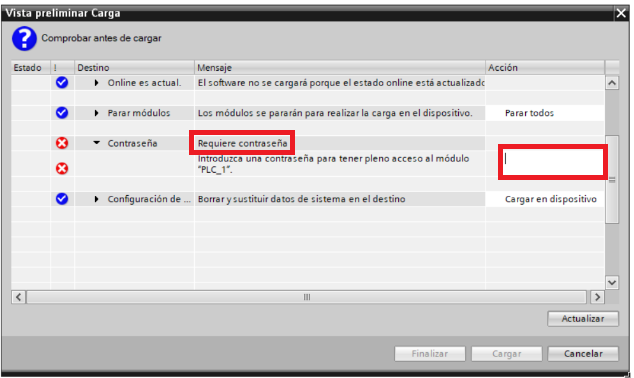 Vista preliminar Carga
Comprobar antes de cargar
Estado ! Destino Mensaje Acción
Online es actual. El software no se cargará porque el estado online está actualizadc
Parar módulos Los módulos se pararán para realizar la carga en el dispositivo. Parar todos
Contraseña Requiere contraseña
Introduzca una contraseña para tener pleno acceso al módulo
"PLC_1".
Configuración de ... Borrar y sustituir datos de sistema en el destino Cargar en dispositivo
Actualizar
Finalizar Cargar Cancelar